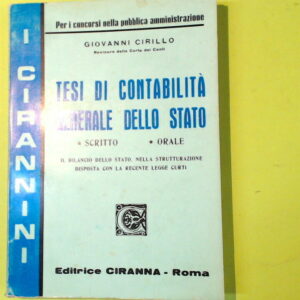 Per i concorsi nella pubblica amministrazione
GIOVANNI CIRILLO
Revisore della Corte dei Conti
TESI DI CONTABILITÀ
GENERALE DELLO STATO
* SCRITTO * ORALE
IL BILANCIO DELLO STATO, NELLA STRUTTURAZIONE
DISPOSTA CON LA RECENTE LEGGE CURTI
C
Editrice CIRANNA - Roma
I CIRANNINI